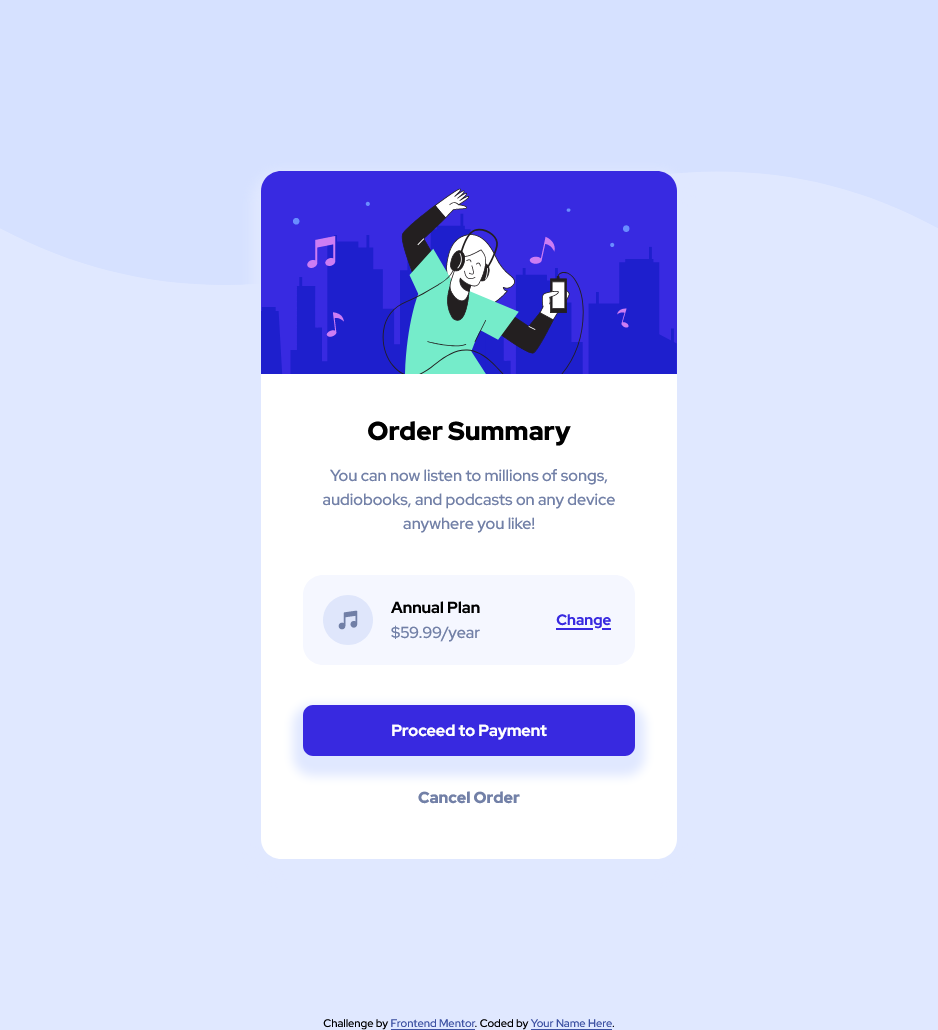 Order Summary
You can now listen to millions of songs,
audiobooks, and podcasts on any device
anywhere you like!
Annual Plan
$59.99/year
Change
Proceed to Payment
Cancel Order
Challenge by Frontend Mentor. Coded by Your Name Here.